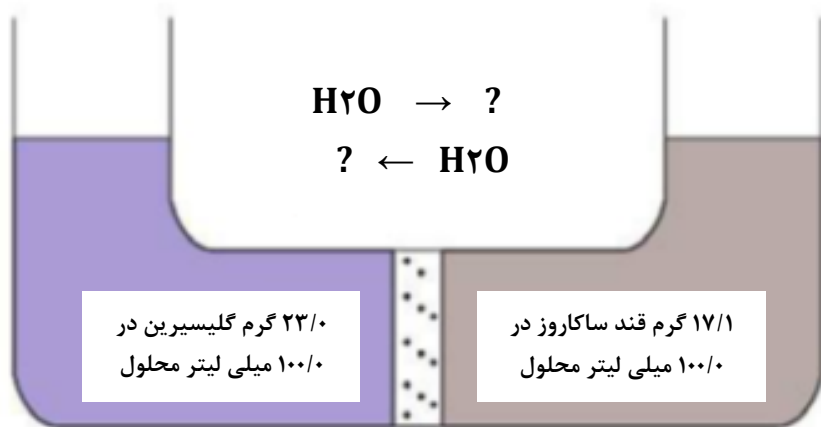 H۲O → ?
? ← H۲O
۲۳/۰ گرم گلیسیرین در
۱۰۰/۰ میلی لیتر محلول
۱۷/۱ گرم قند ساکاروز در
۱۰۰/۰ میلی لیتر محلول